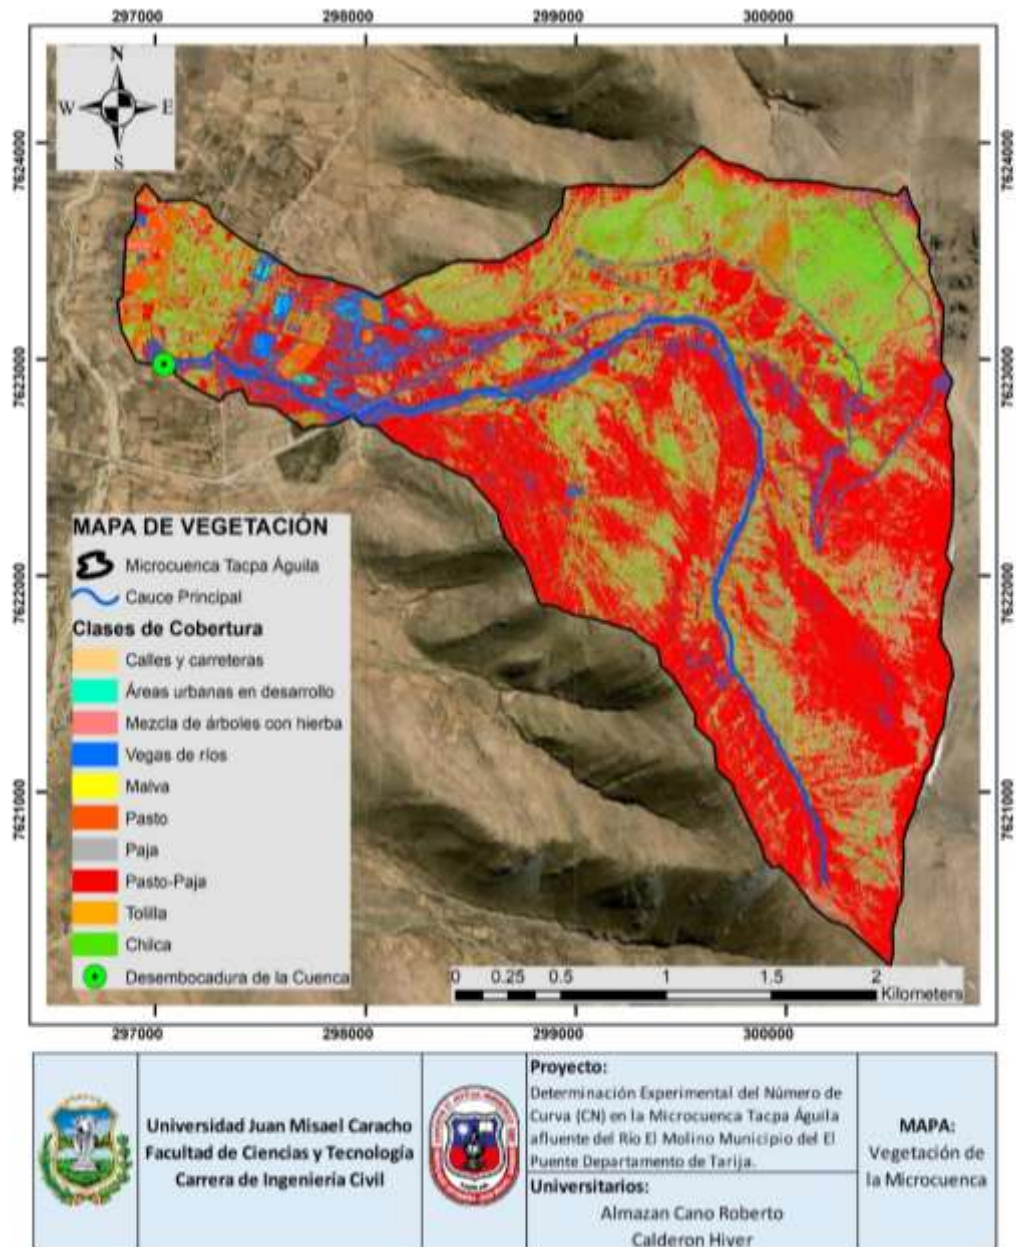 297000 298000 299000 300000
N
W E
S
7624000 7624000
7623000 7623000
7622000 7622000
7621000 7621000
MAPA DE VEGETACIÓN
Microcuenca Tacpa Águila
Cauce Principal
Clases de Cobertura
Calles y carreteras
Áreas urbanas en desarrollo
Mezcla de árboles con hierba
Vegas de ríos
Malva
Pasto
Paja
Pasto-Paja
Tolilla
Chilca
Desembocadura de la Cuenca
0 0.25 0.5 1 1.5 2
Kilometers
297000 298000 299000 300000
Universidad Juan Misael Caracho
Facultad de Ciencias y Tecnología
Carrera de Ingeniería Civil
Proyecto:
Determinación Experimental del Número de
Curva (CN) en la Microcuenca Tacpa Águila
afluente del Río El Molino Municipio del El
Puente Departamento de Tarija.
Universitarios:
Almazan Cano Roberto
Calderon Hiver
MAPA:
Vegetación de
la Microcuenca